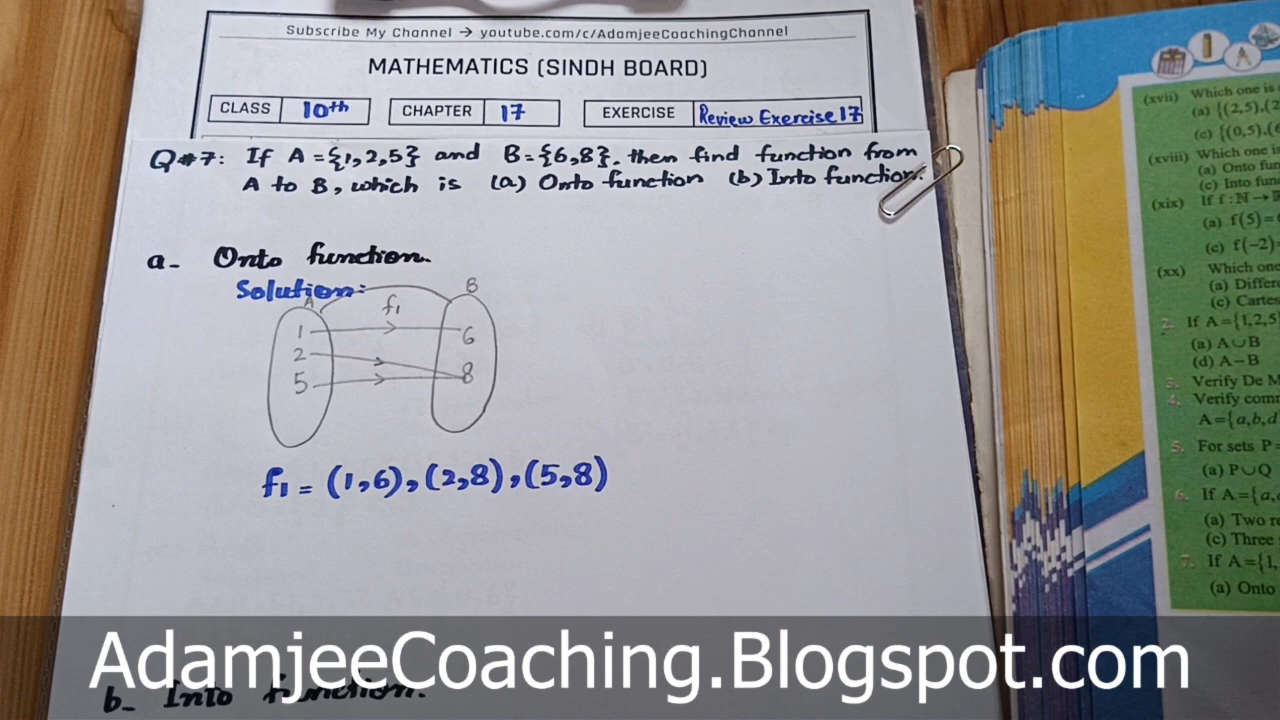 Subscribe My Channel → youtube.com/c/AdamjeeCoachingChannel
MATHEMATICS (SINDH BOARD)
CLASS 10th CHAPTER 17 EXERCISE Review Exercise 17
Q#7: If A={1,2,5} and B={6,8}, then find function from
A to B, which is (a) Onto function (b) Into function.
a- Onto function.
Solution:
A f1 B
1 6
2 8
5
f1 = (1,6), (2,8), (5,8)
b- Into function.
AdamjeeCoaching.Blogspot.com
(xvii) Which one is
(a) {(2,5),(2
(c) {(0,5),(
(xviii) Which one is
(a) Onto fun
(c) Into func
(xix) If f : ℕ →
(a) f(5)=
(c) f(-2)
(xx) Which one
(a) Differe
(c) Cartes
2. If A={1,2,5
(a) A∪B
(d) A−B
3. Verify De M
4. Verify comm
A={a,b,d
5. For sets P=
(a) P∪Q
6. If A={a,
(a) Two
(c) Three
7. If A={1,
(a) Onto